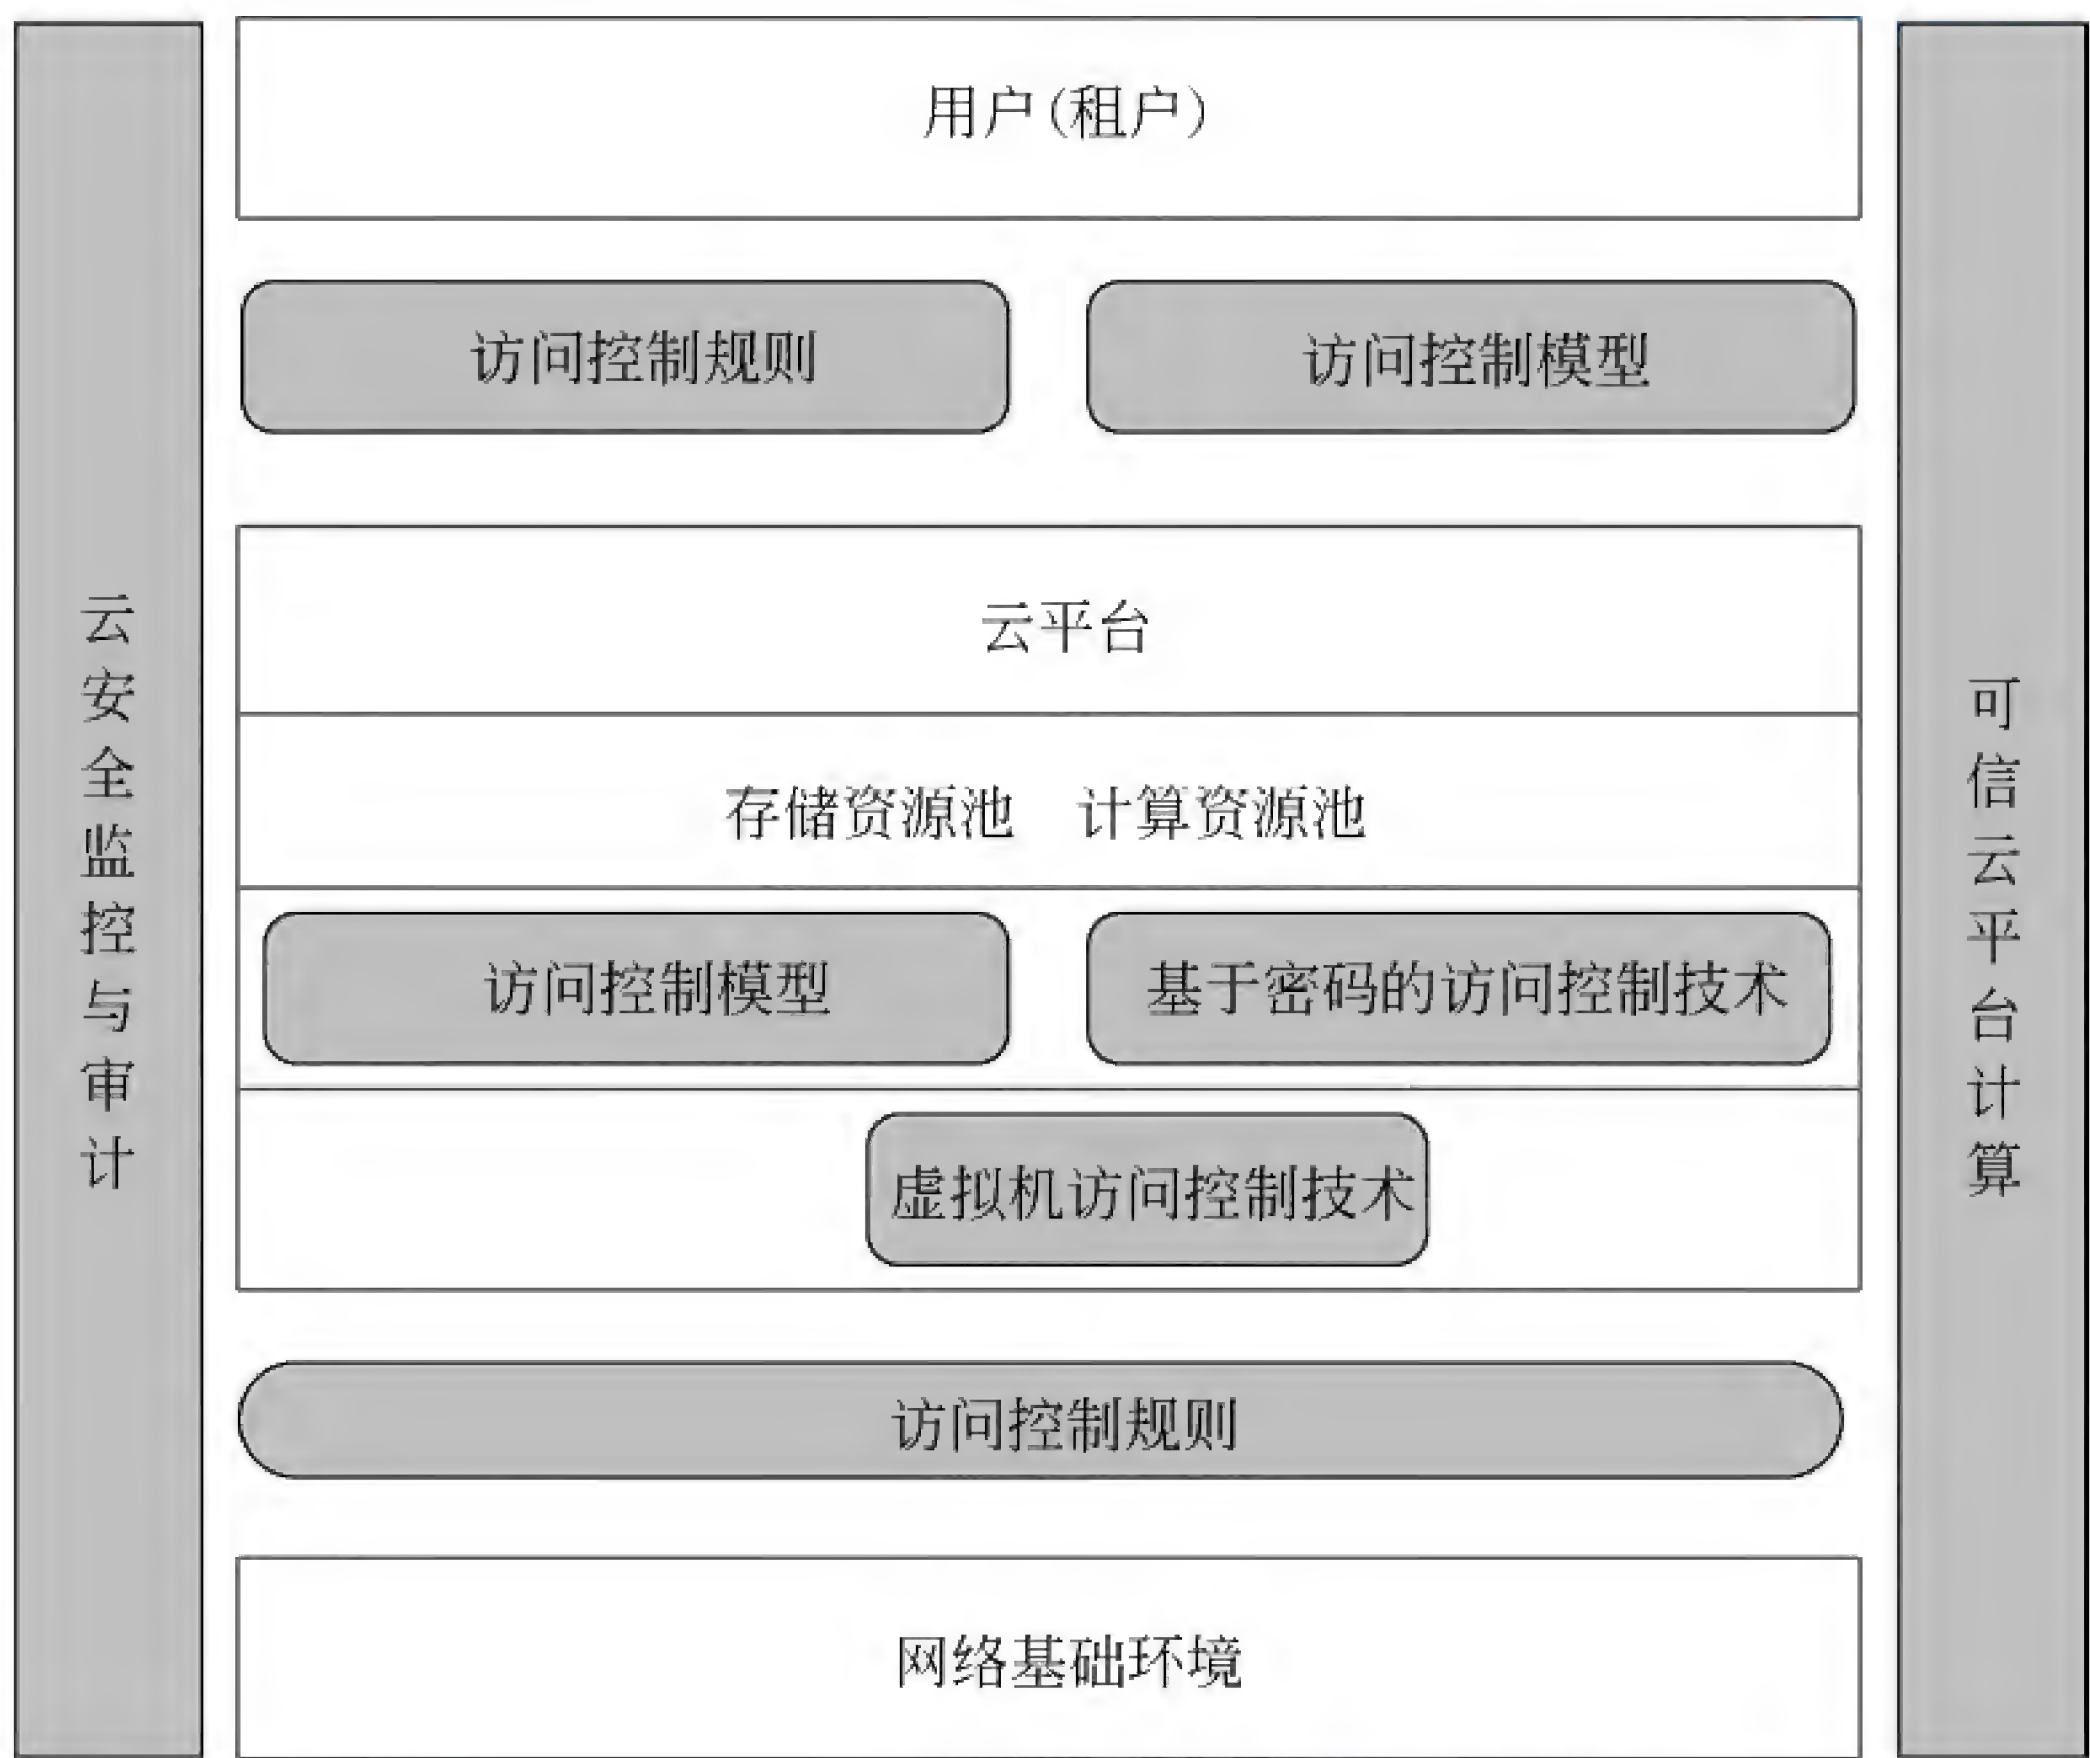 用户(租户)
访问控制规则
访问控制模型
云平台
存储资源池 计算资源池
访问控制模型
基于密码的访问控制技术
虚拟机访问控制技术
访问控制规则
网络基础环境
云安全监控与审计
可信云平台计算